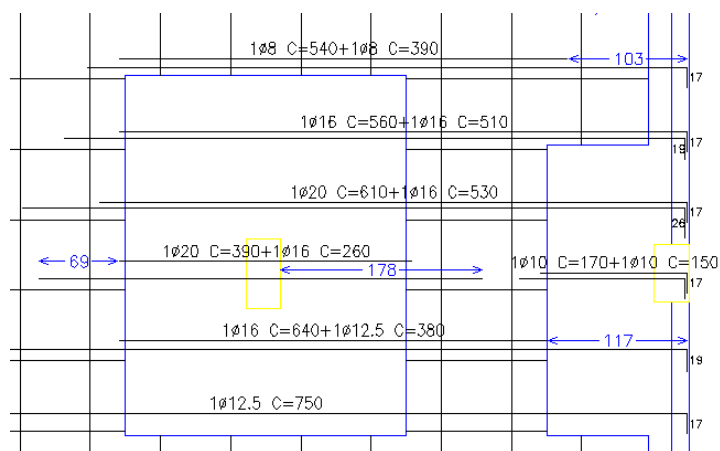 1ø8 C=540+1ø8 C=390
103
17
1ø16 C=560+1ø16 C=510
17
19
1ø20 C=610+1ø16 C=530
17
26
69
1ø20 C=390+1ø16 C=260
178
1ø10 C=170+1ø10 C=150
17
1ø16 C=640+1ø12.5 C=380
117
19
1ø12.5 C=750
17